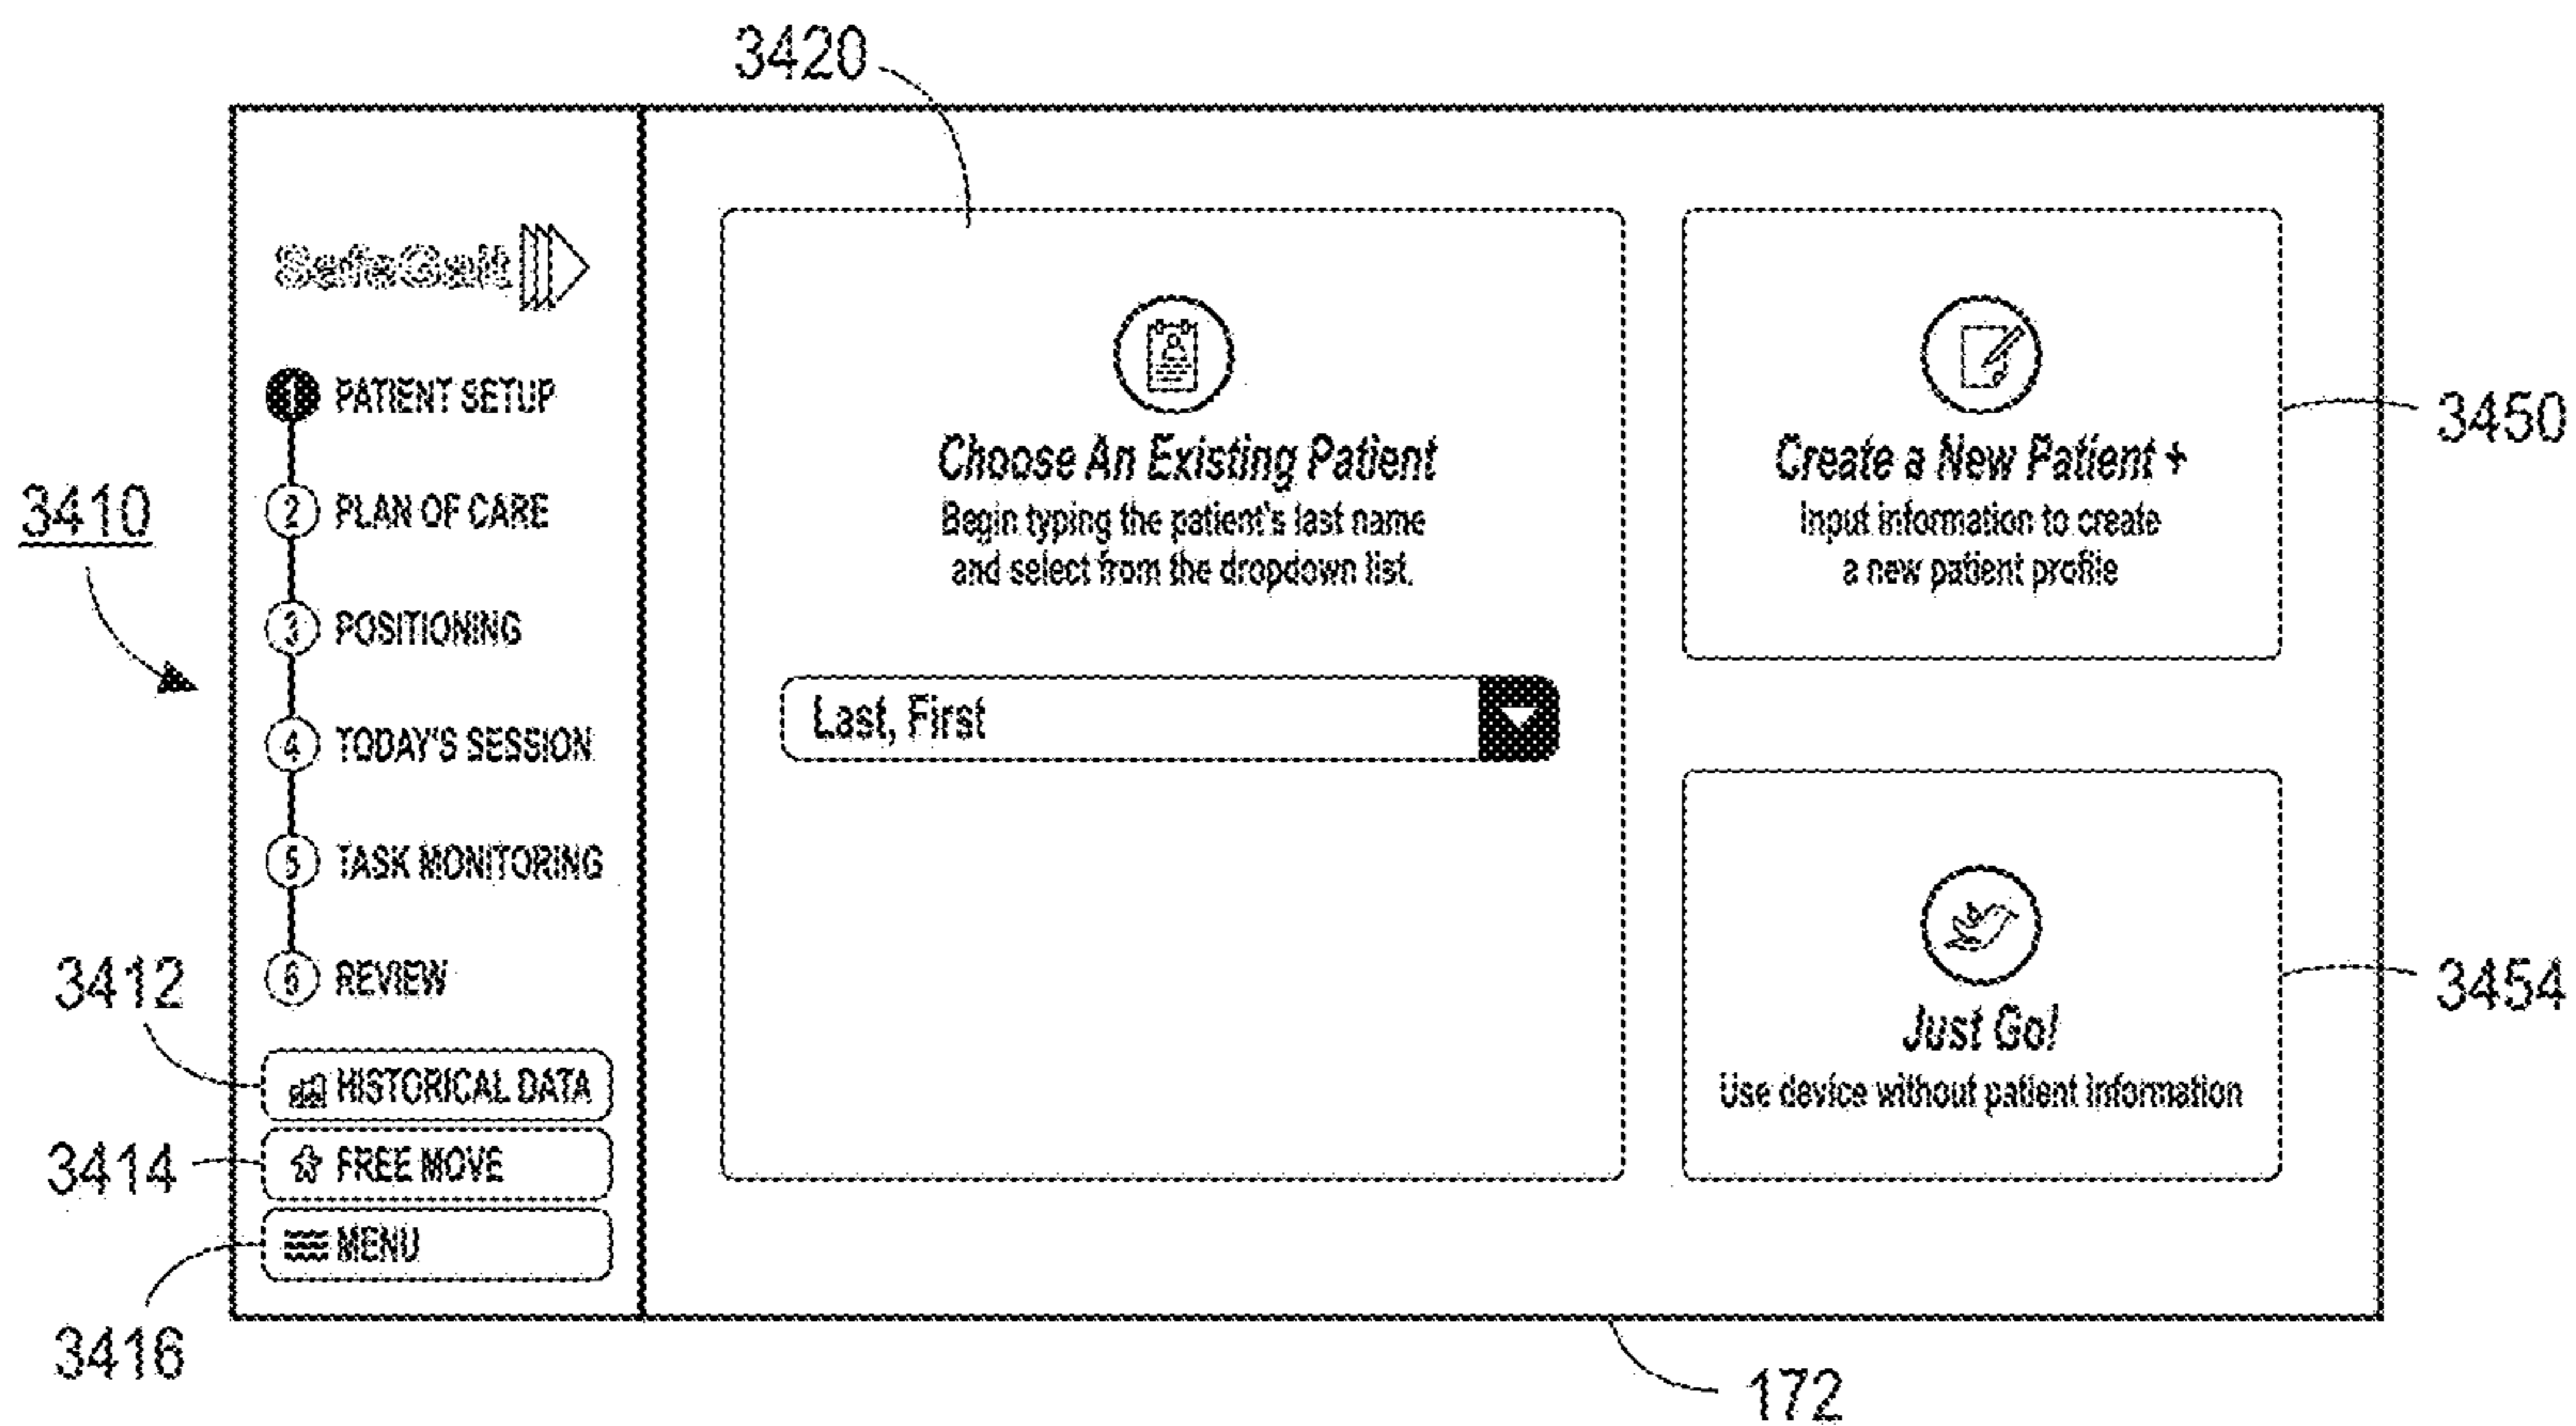 3420
SafeGait
1 PATIENT SETUP
2 PLAN OF CARE
3 POSITIONING
4 TODAY'S SESSION
5 TASK MONITORING
6 REVIEW
HISTORICAL DATA
FREE MOVE
MENU
3410
3412
3414
3416
Choose An Existing Patient
Begin typing the patient's last name
and select from the dropdown list.
Last, First
Create a New Patient +
Input information to create
a new patient profile
3450
Just Go!
Use device without patient information
3454
172